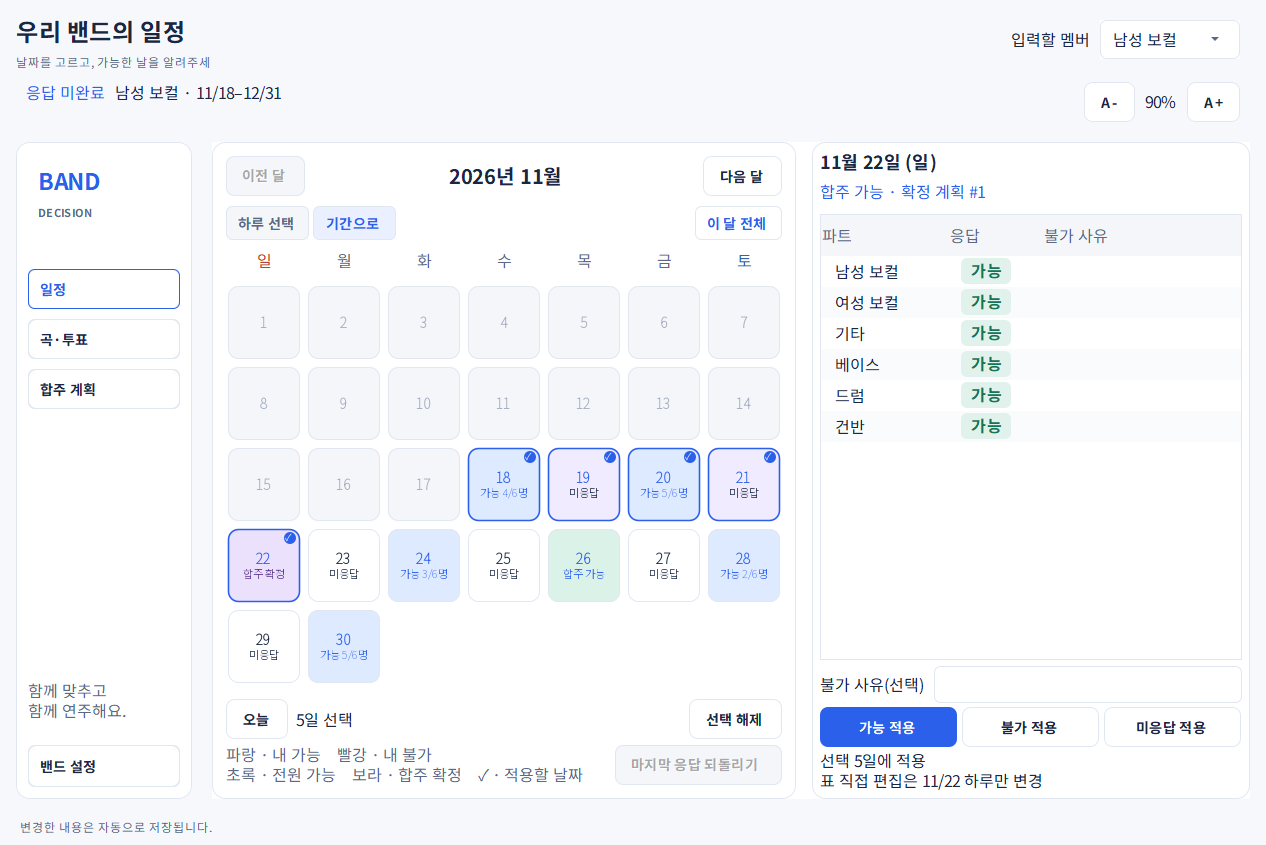 우리 밴드의 일정
날짜를 고르고, 가능한 날을 알려주세
응답 미완료 남성 보컬 · 11/18–12/31
입력할 멤버 남성 보컬
A- 90% A+
BAND
DECISION
일정
곡·투표
합주 계획
함께 맞추고
함께 연주해요.
밴드 설정
이전 달 2026년 11월 다음 달
하루 선택 기간으로 이 달 전체
일 월 화 수 목 금 토
1 2 3 4 5 6 7
8 9 10 11 12 13 14
15 16 17 18 19 20 21
가능 4/6명 미응답 가능 5/6명 미응답
22 23 24 25 26 27 28
합주 확정 미응답 가능 3/6명 미응답 합주 가능 미응답 가능 2/6명
29 30
미응답 가능 5/6명
오늘 5일 선택 선택 해제
파랑 · 내 가능 빨강 · 내 불가
초록 · 전원 가능 보라 · 합주 확정 ✓ · 적용할 날짜
마지막 응답 되돌리기
11월 22일 (일)
합주 가능 · 확정 계획 #1
파트 응답 불가 사유
남성 보컬 가능
여성 보컬 가능
기타 가능
베이스 가능
드럼 가능
건반 가능
불가 사유(선택)
가능 적용 불가 적용 미응답 적용
선택 5일에 적용
표 직접 편집은 11/22 하루만 변경
변경한 내용은 자동으로 저장됩니다.